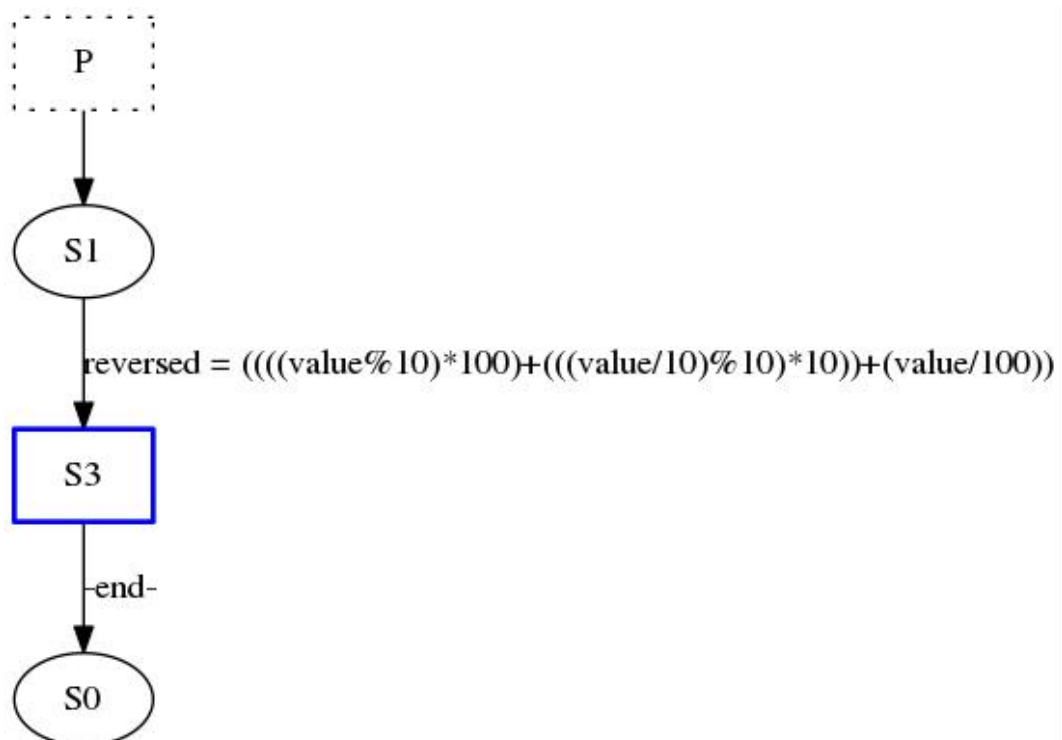 P
S1
reversed = ((((value%10)*100)+(((value/10)%10)*10))+(value/100))
S3
-end-
S0